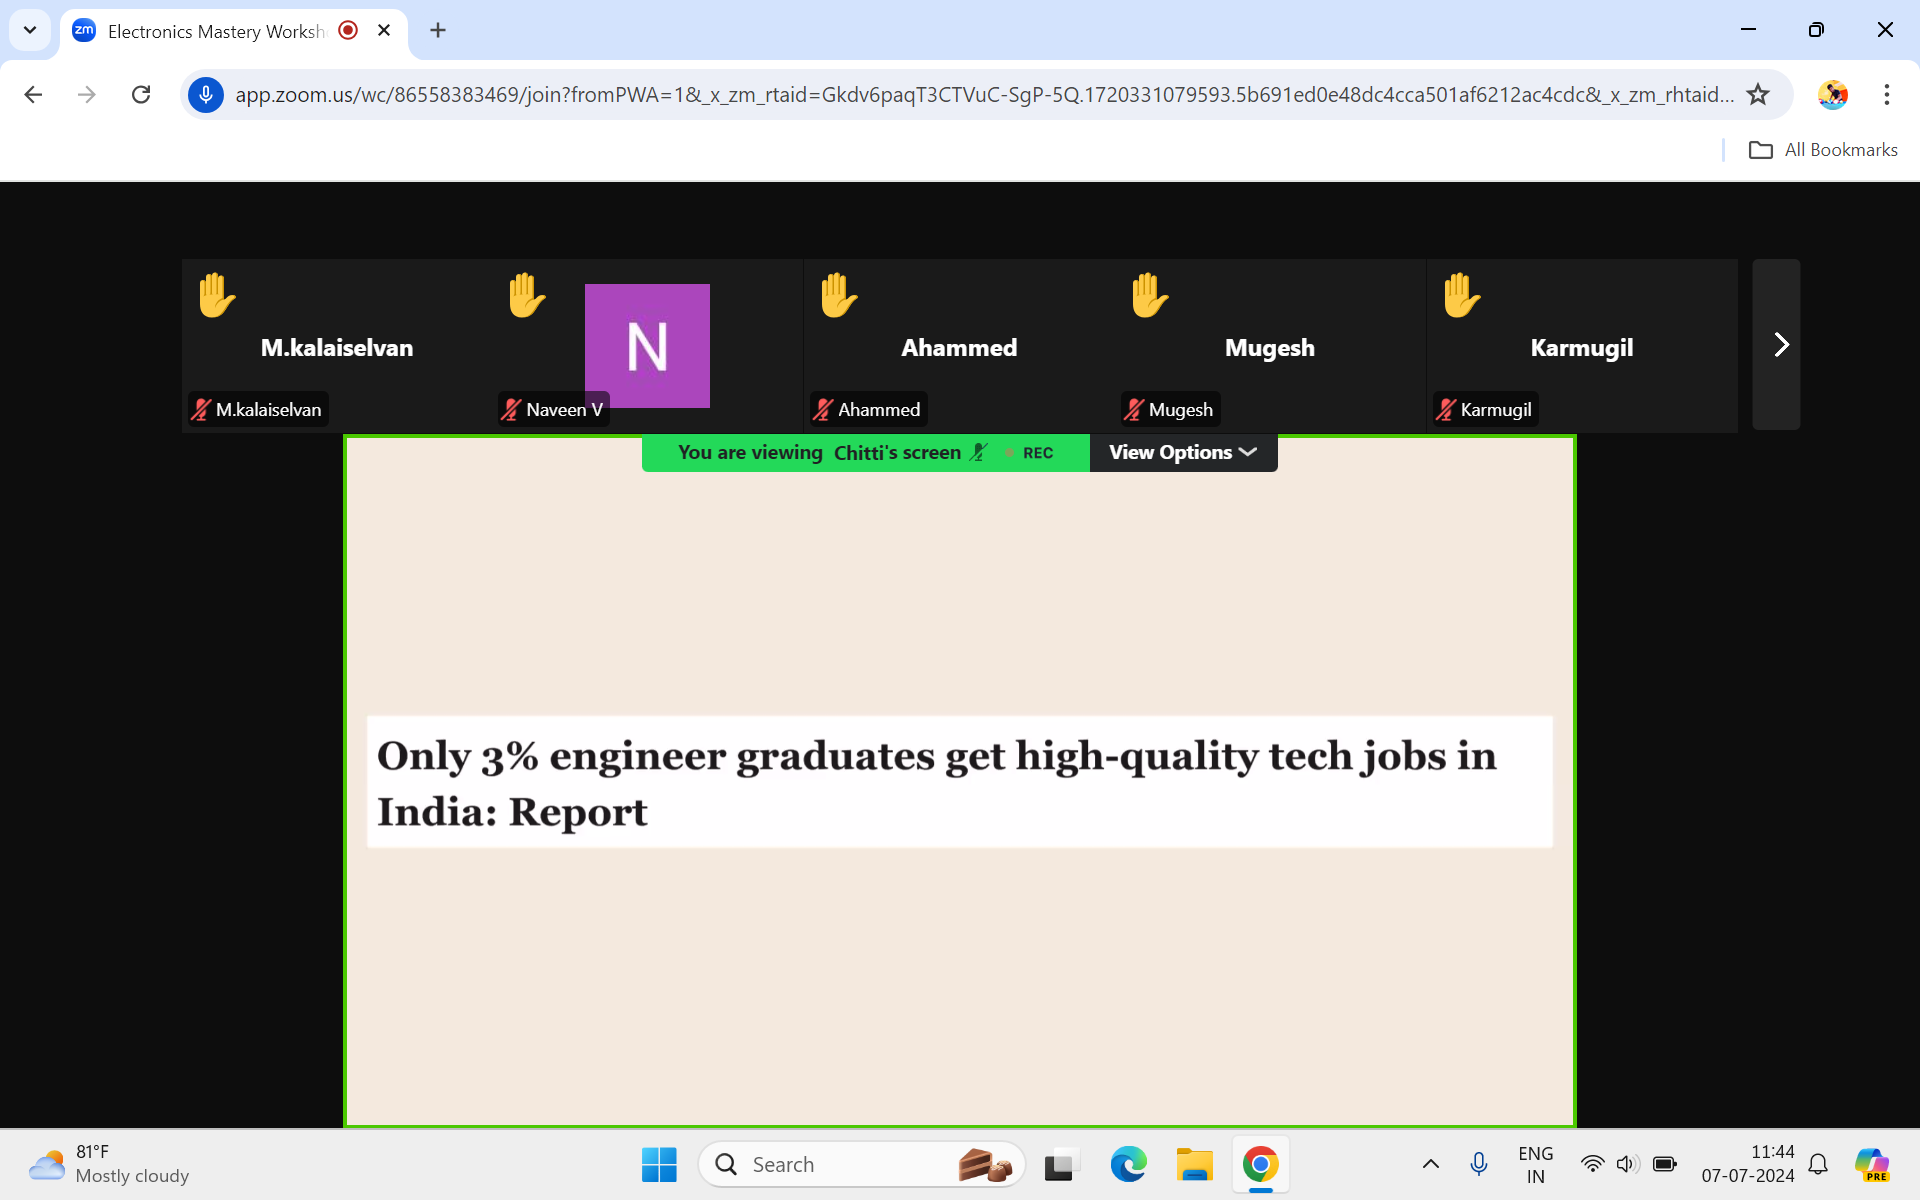 Electronics Mastery Worksh
app.zoom.us/wc/86558383469/join?fromPWA=1&_x_zm_rtaid=Gkdv6paqT3CTVuC-SgP-5Q.1720331079593.5b691ed0e48dc4cca501af6212ac4cdc&_x_zm_rhtaid...
All Bookmarks
M.kalaiselvan
N
Ahammed
Mugesh
Karmugil
M.kalaiselvan
Naveen V
Ahammed
Mugesh
Karmugil
You are viewing Chitti's screen REC View Options
Only 3% engineer graduates get high-quality tech jobs in
India: Report
81°F
Mostly cloudy
Search
ENG
IN
11:44
07-07-2024
PRE
zm